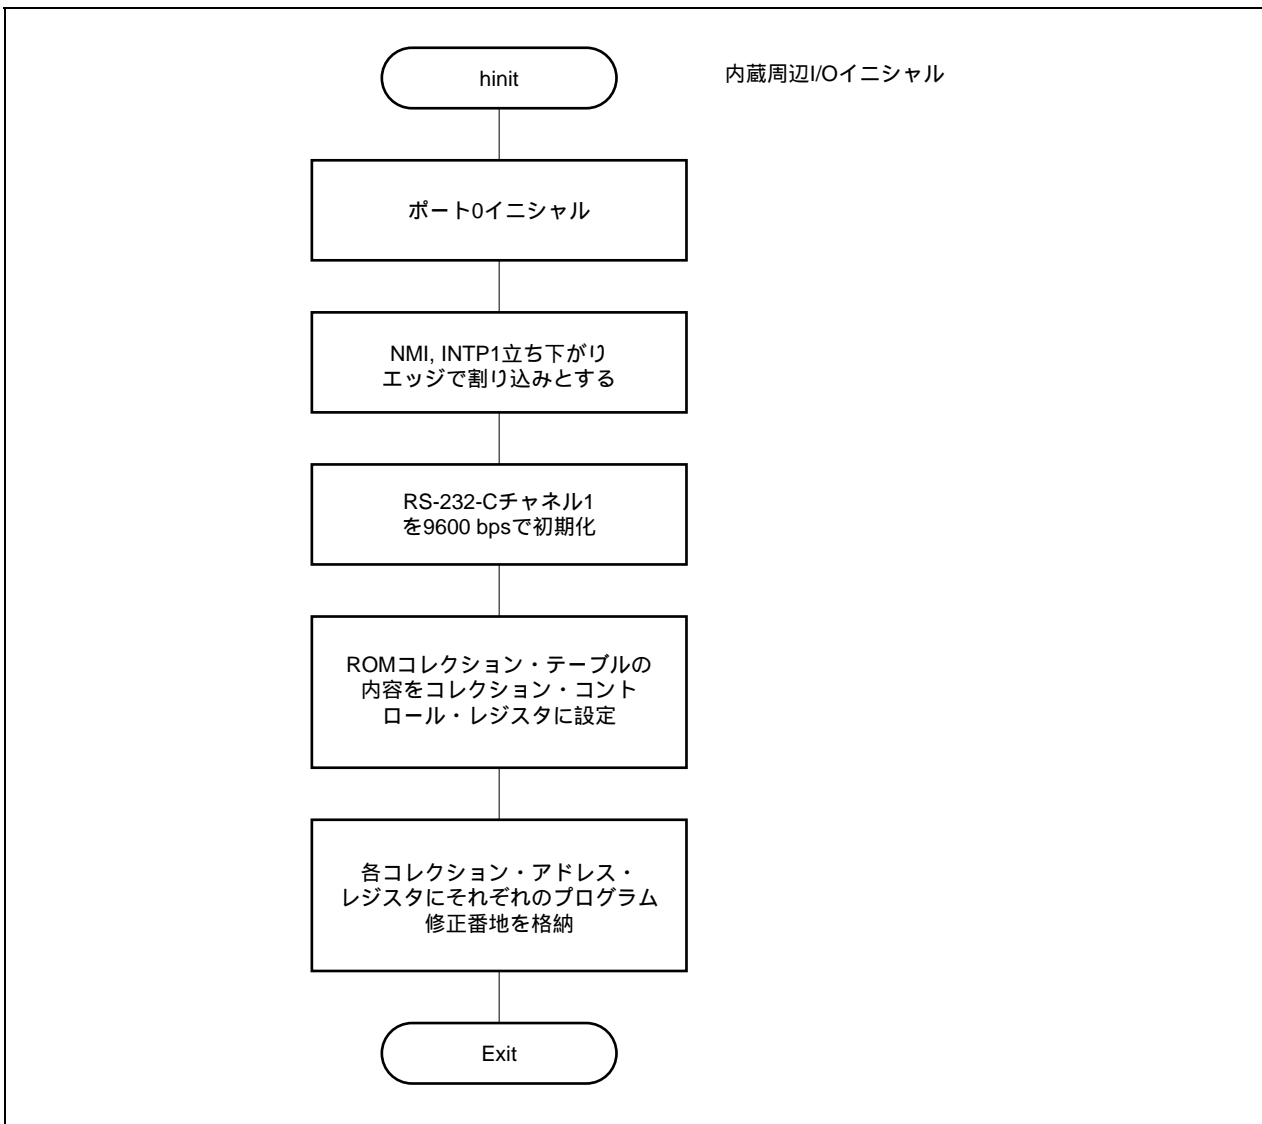 hinit
内蔵周辺I/Oイニシャル
ポート0イニシャル
NMI, INTP1立ち下がり
エッジで割り込みとする
RS-232-Cチャネル1
を9600 bpsで初期化
ROMコレクション・テーブルの
内容をコレクション・コント
ロール・レジスタに設定
各コレクション・アドレス・
レジスタにそれぞれのプログラム
修正番地を格納
Exit